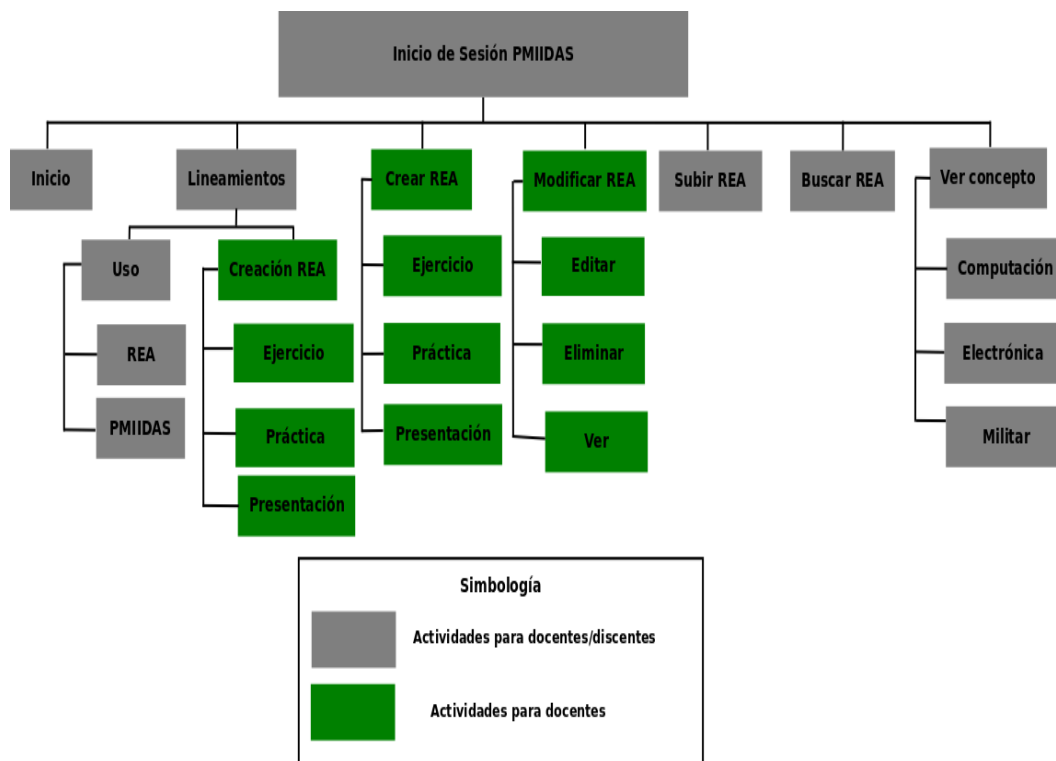 Inicio de Sesión PMIIDAS
Inicio
Lineamientos
Crear REA
Modificar REA
Subir REA
Buscar REA
Ver concepto
Uso
Creación REA
Ejercicio
Editar
Computación
REA
Ejercicio
Práctica
Eliminar
Electrónica
PMIIDAS
Práctica
Presentación
Ver
Militar
Presentación
Simbología
Actividades para docentes/discentes
Actividades para docentes